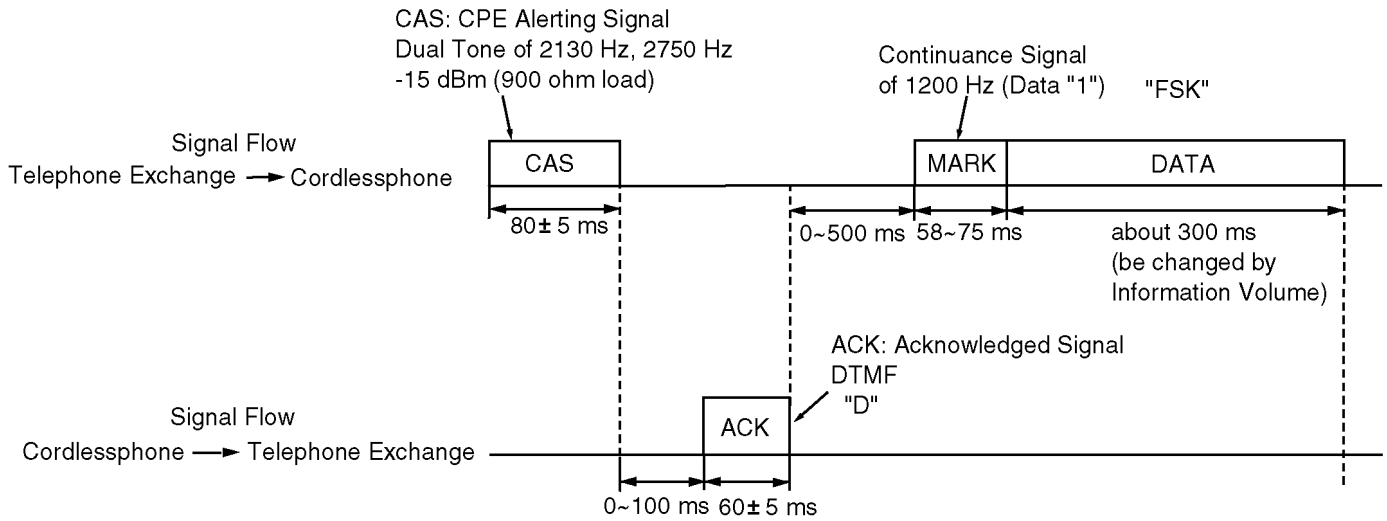 CAS: CPE Alerting Signal
Dual Tone of 2130 Hz, 2750 Hz
-15 dBm (900 ohm load)
Continuance Signal
of 1200 Hz (Data "1")
"FSK"
Signal Flow
Telephone Exchange → Cordlessphone
CAS
MARK
DATA
80± 5 ms
0~500 ms
58~75 ms
about 300 ms
(be changed by
Information Volume)
ACK: Acknowledged Signal
DTMF
"D"
Signal Flow
Cordlessphone → Telephone Exchange
ACK
0~100 ms
60± 5 ms